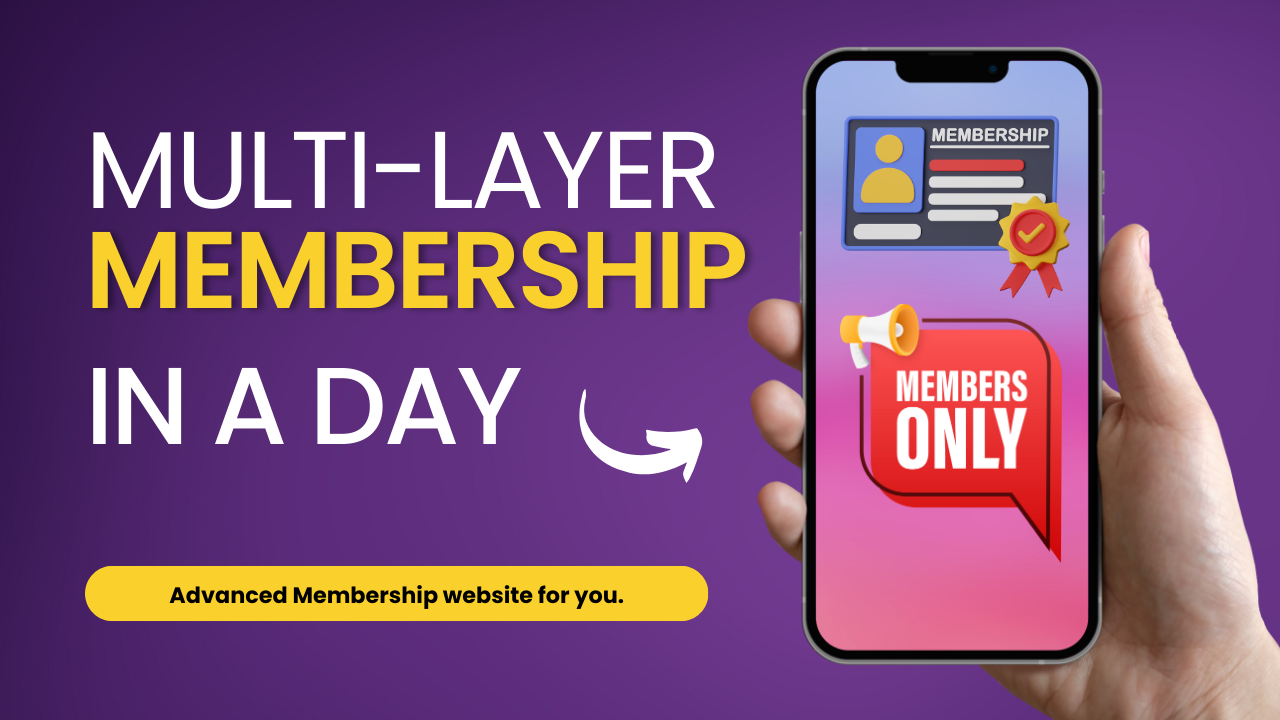 MULTI-LAYER
MEMBERSHIP
IN A DAY
Advanced Membership website for you.
MEMBERSHIP
MEMBERS
ONLY